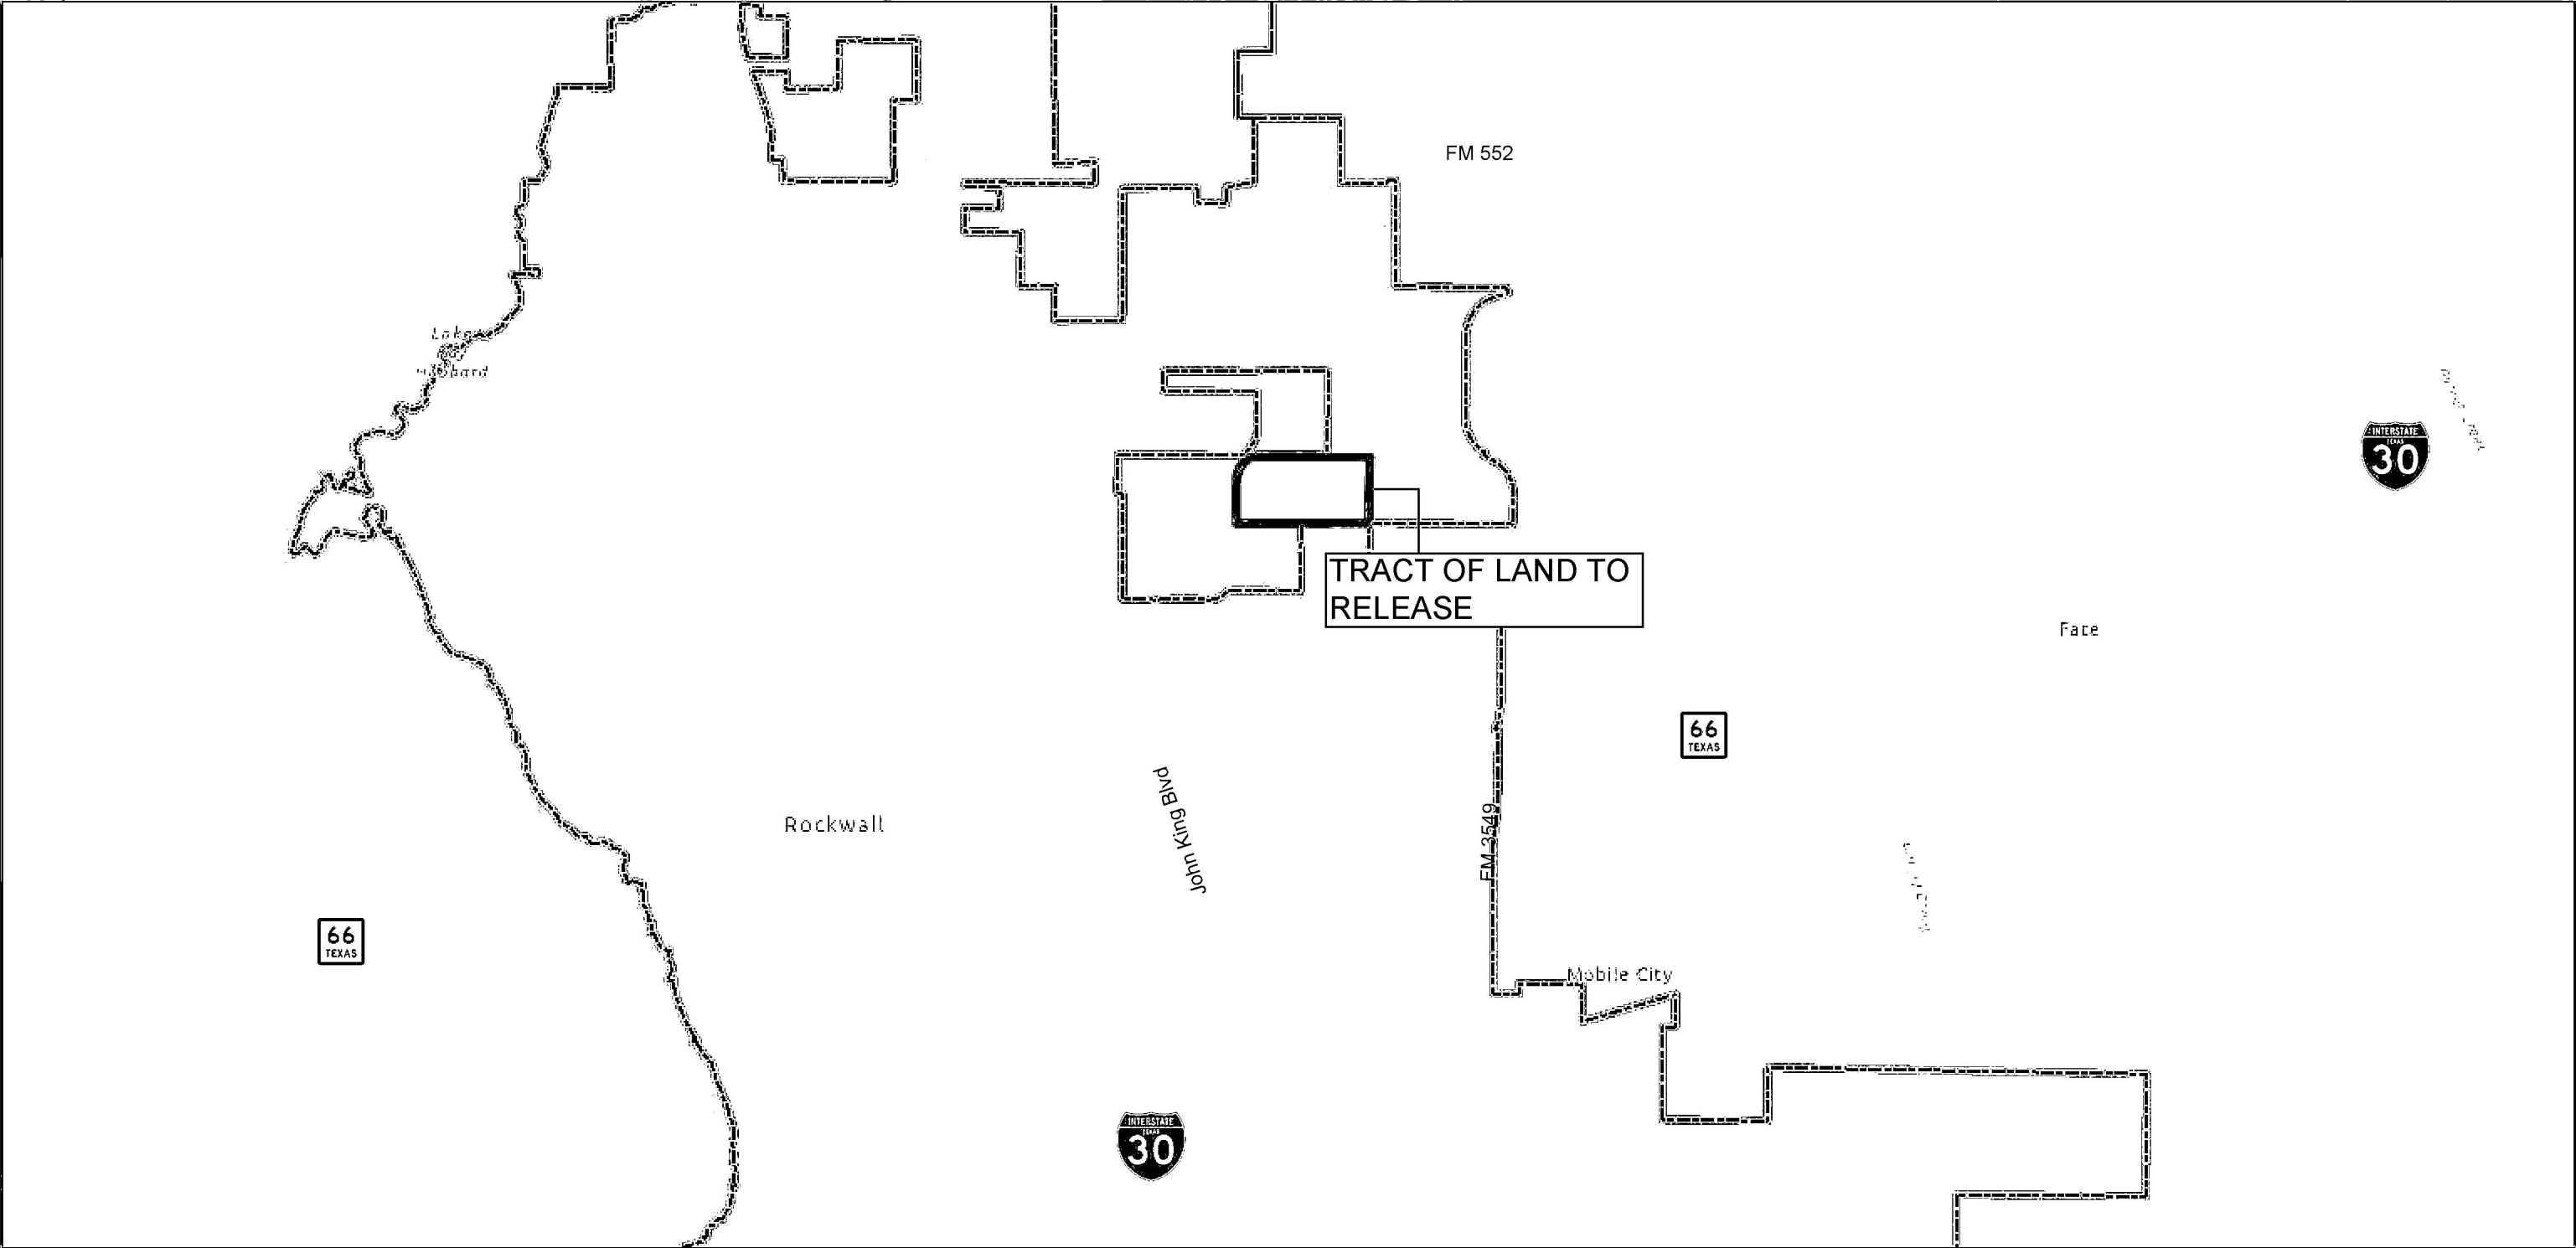 FM 552
Lake
INTERSTATE
TEXAS
30
TRACT OF LAND TO
RELEASE
Fate
66
TEXAS
John King Blvd
FM 3549
Rockwall
66
TEXAS
Mobile City
INTERSTATE
TEXAS
30